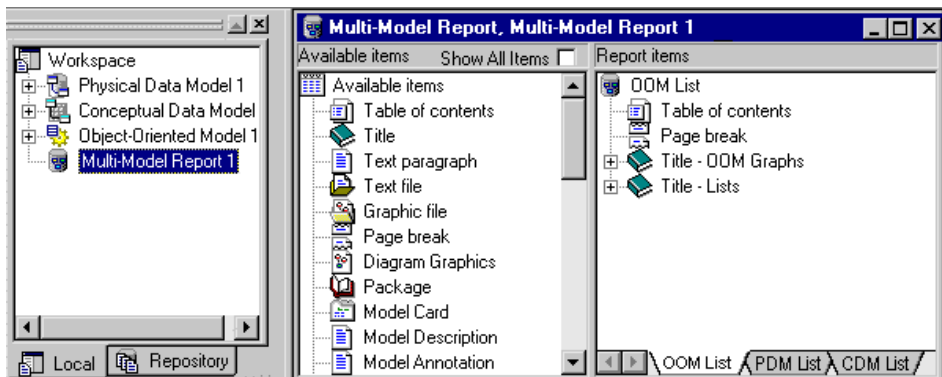 Workspace
Physical Data Model 1
Conceptual Data Model
Object-Oriented Model 1
Multi-Model Report 1
Local
Repository
Multi-Model Report, Multi-Model Report 1
Available items
Show All Items
Available items
Table of contents
Title
Text paragraph
Text file
Graphic file
Page break
Diagram Graphics
Package
Model Card
Model Description
Model Annotation
Report items
OOM List
Table of contents
Page break
Title - OOM Graphs
Title - Lists
OOM List
PDM List
CDM List